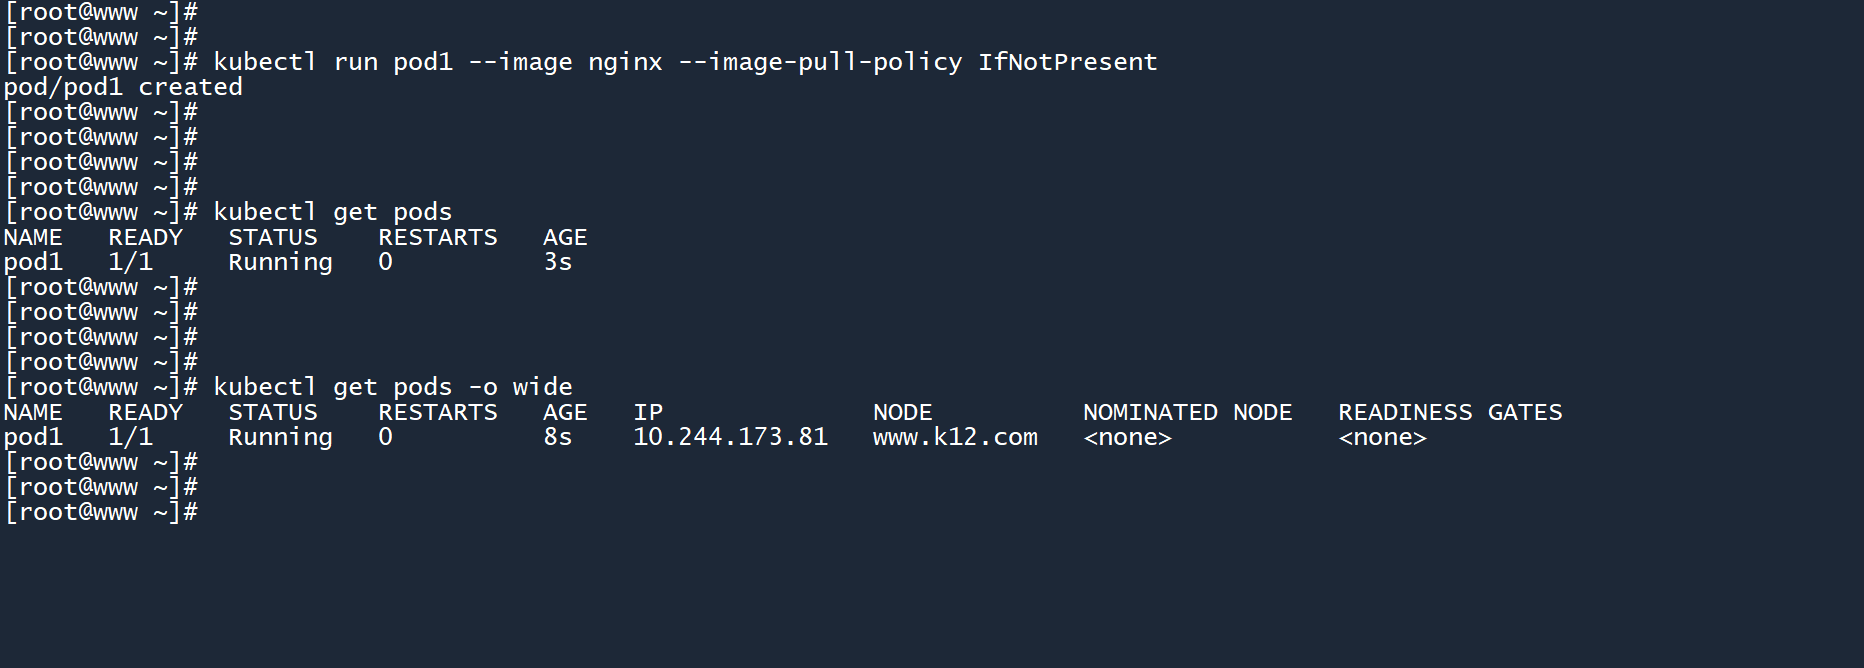 [root@www ~]#
[root@www ~]#
[root@www ~]# kubectl run pod1 --image nginx --image-pull-policy IfNotPresent
pod/pod1 created
[root@www ~]#
[root@www ~]#
[root@www ~]#
[root@www ~]#
[root@www ~]# kubectl get pods
NAME   READY   STATUS    RESTARTS   AGE
pod1   1/1     Running   0          3s
[root@www ~]#
[root@www ~]#
[root@www ~]#
[root@www ~]#
[root@www ~]# kubectl get pods -o wide
NAME   READY   STATUS    RESTARTS   AGE   IP              NODE          NOMINATED NODE   READINESS GATES
pod1   1/1     Running   0          8s    10.244.173.81   www.k12.com   <none>           <none>
[root@www ~]#
[root@www ~]#
[root@www ~]#